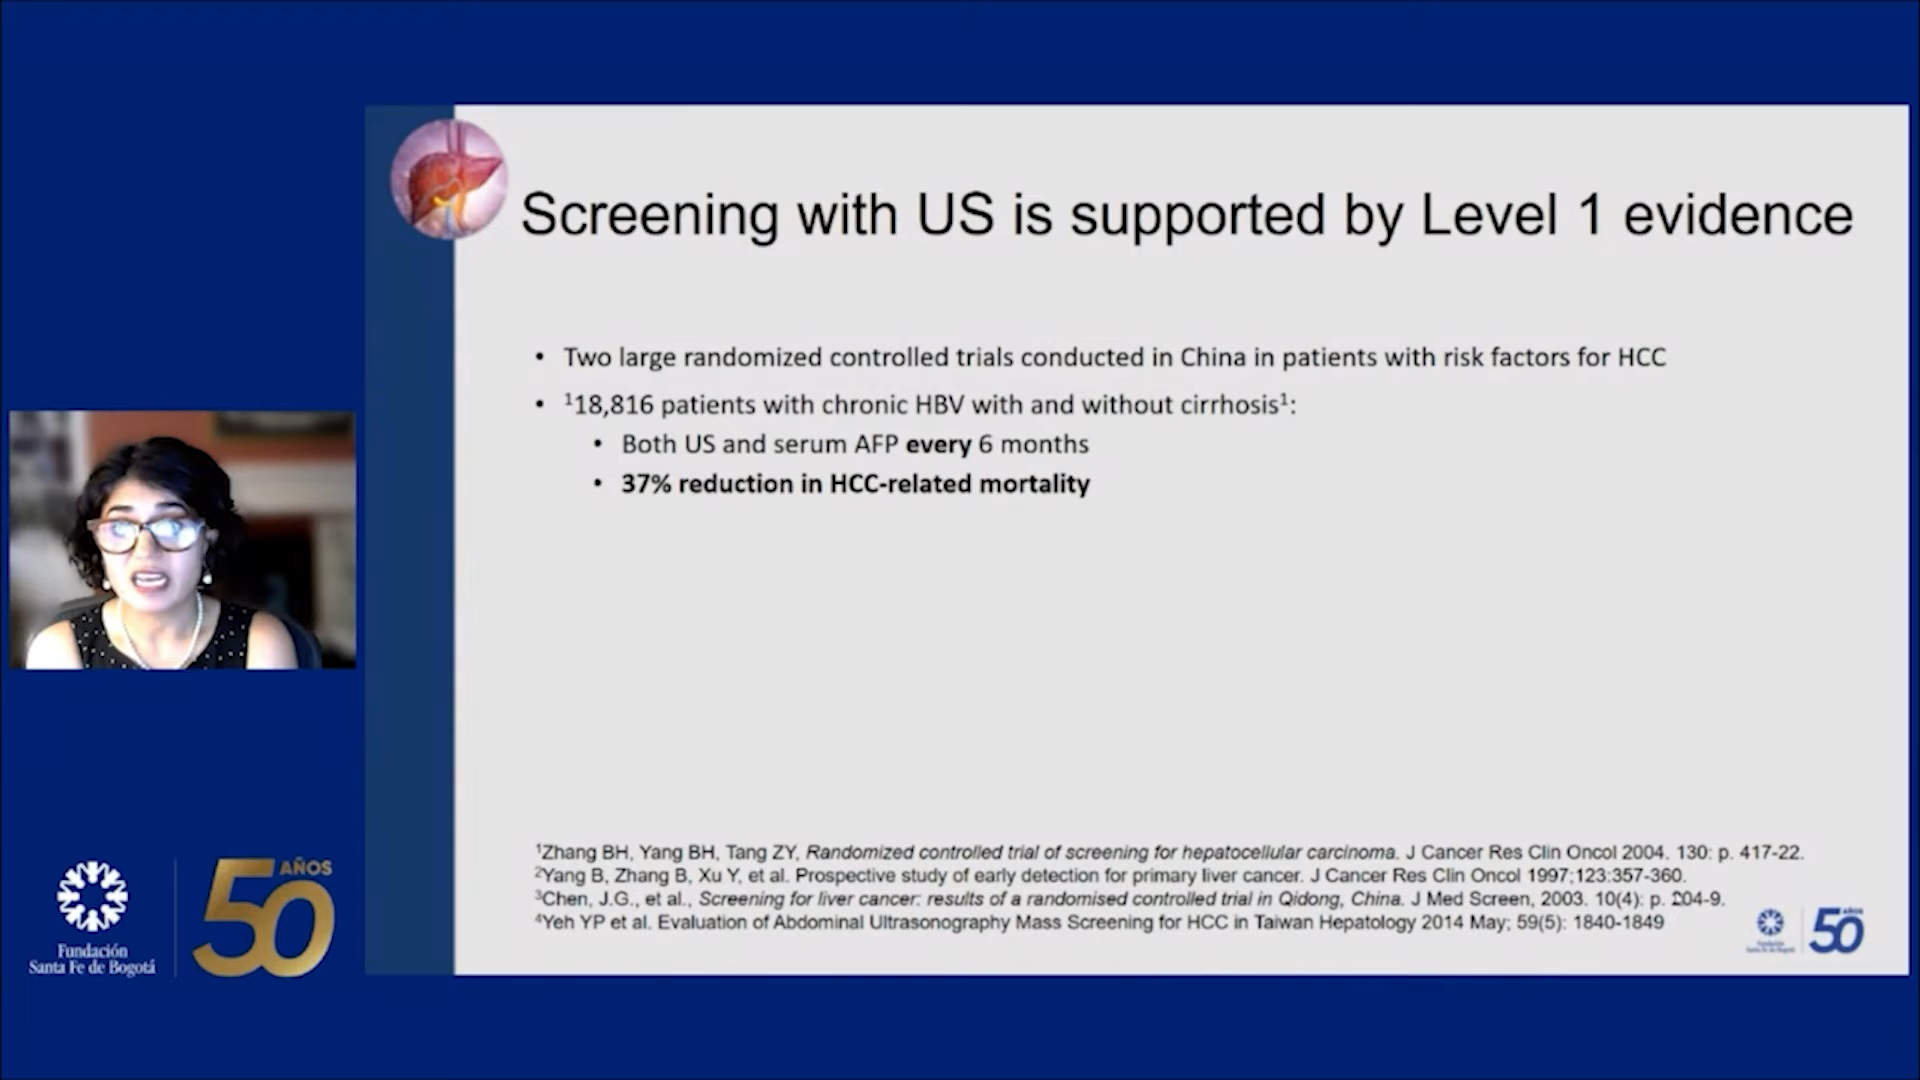 Screening with US is supported by Level 1 evidence
• Two large randomized controlled trials conducted in China in patients with risk factors for HCC
• ¹18,816 patients with chronic HBV with and without cirrhosis¹:
• Both US and serum AFP every 6 months
• 37% reduction in HCC-related mortality
¹Zhang BH, Yang BH, Tang ZY, Randomized controlled trial of screening for hepatocellular carcinoma. J Cancer Res Clin Oncol 2004. 130: p. 417-22.
²Yang B, Zhang B, Xu Y, et al. Prospective study of early detection for primary liver cancer. J Cancer Res Clin Oncol 1997;123:357-360.
³Chen, J.G., et al., Screening for liver cancer: results of a randomised controlled trial in Qidong, China. J Med Screen, 2003. 10(4): p. 204-9.
⁴Yeh YP et al. Evaluation of Abdominal Ultrasonography Mass Screening for HCC in Taiwan Hepatology 2014 May; 59(5): 1840-1849
Fundación
Santa Fe de Bogotá
50 AÑOS
Fundación
Santa Fe de Bogotá
50 AÑOS